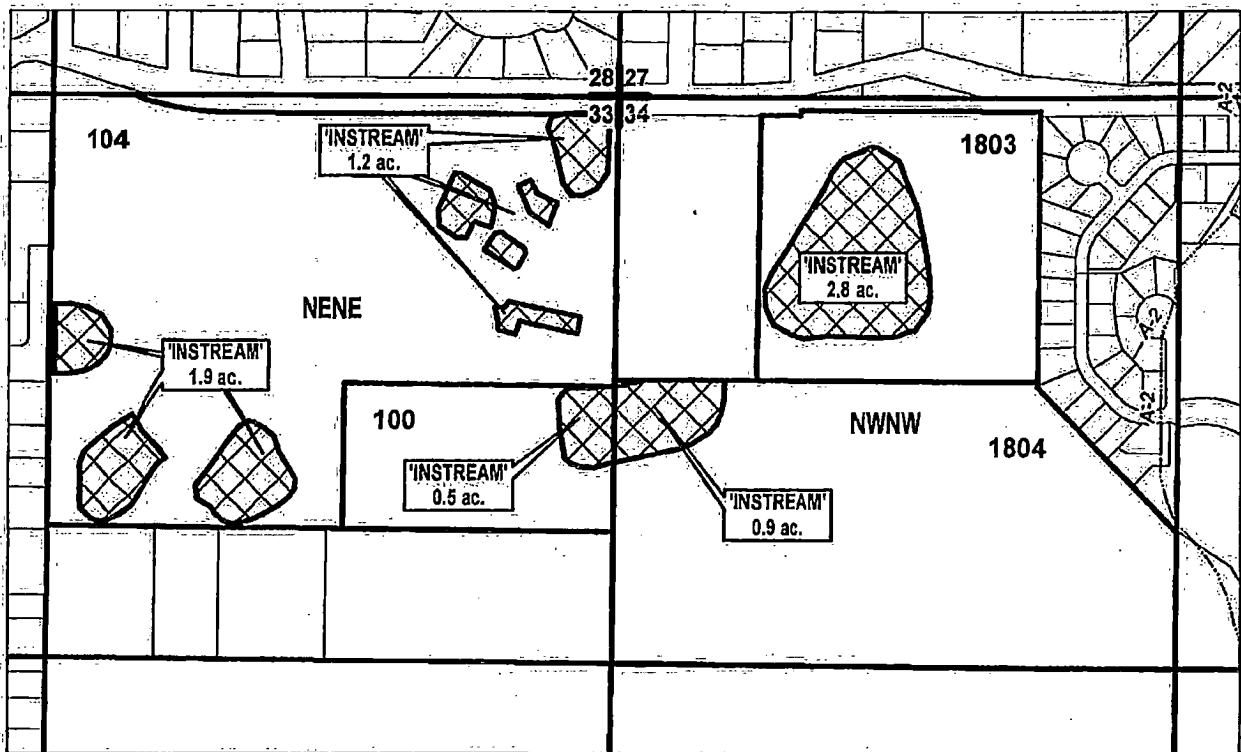 28 27
33 34
A-2
104
'INSTREAM'
1.2 ac.
1803
'INSTREAM'
2.8 ac.
NENE
A-2
'INSTREAM'
1.9 ac.
A-2
100
NWNW
1804
'INSTREAM'
0.5 ac.
'INSTREAM'
0.9 ac.